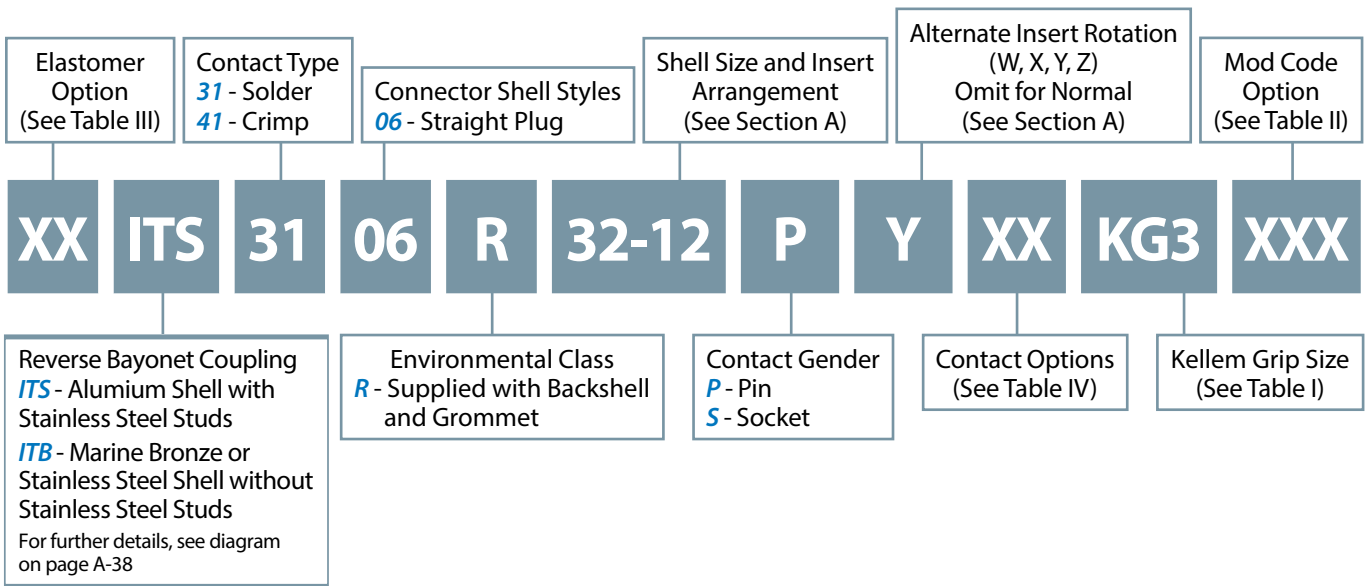 Elastomer
Option
(See Table III)
Contact Type
31 - Solder
41 - Crimp
Connector Shell Styles
06 - Straight Plug
Shell Size and Insert
Arrangement
(See Section A)
Alternate Insert Rotation
(W, X, Y, Z)
Omit for Normal
(See Section A)
Mod Code
Option
(See Table II)
XX ITS 31 06 R 32-12 P Y XX KG3 XXX
Reverse Bayonet Coupling
ITS - Alumium Shell with
Stainless Steel Studs
ITB - Marine Bronze or
Stainless Steel Shell without
Stainless Steel Studs
For further details, see diagram
on page A-38
Environmental Class
R - Supplied with Backshell
and Grommet
Contact Gender
P - Pin
S - Socket
Contact Options
(See Table IV)
Kellem Grip Size
(See Table I)